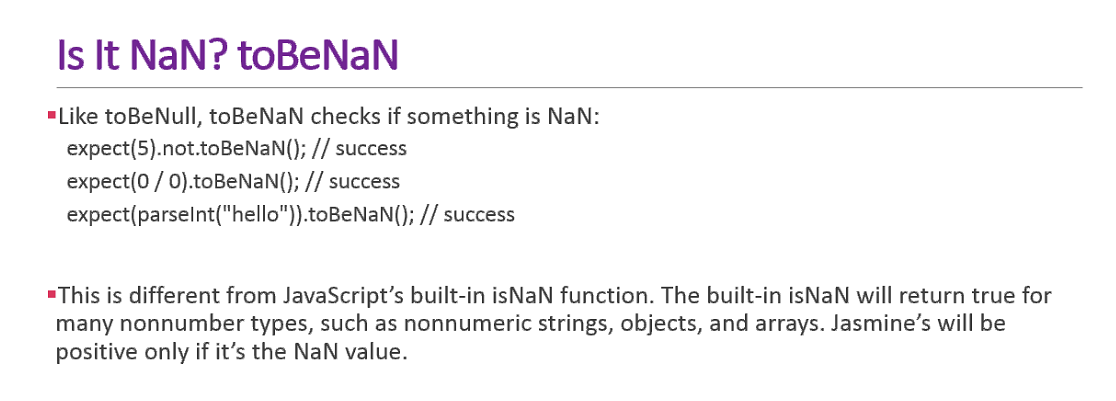 Is It NaN? toBeNaN
▪Like toBeNull, toBeNaN checks if something is NaN:
expect(5).not.toBeNaN(); // success
expect(0 / 0).toBeNaN(); // success
expect(parseInt("hello")).toBeNaN(); // success
▪This is different from JavaScript’s built-in isNaN function. The built-in isNaN will return true for
many nonnumber types, such as nonnumeric strings, objects, and arrays. Jasmine’s will be
positive only if it’s the NaN value.